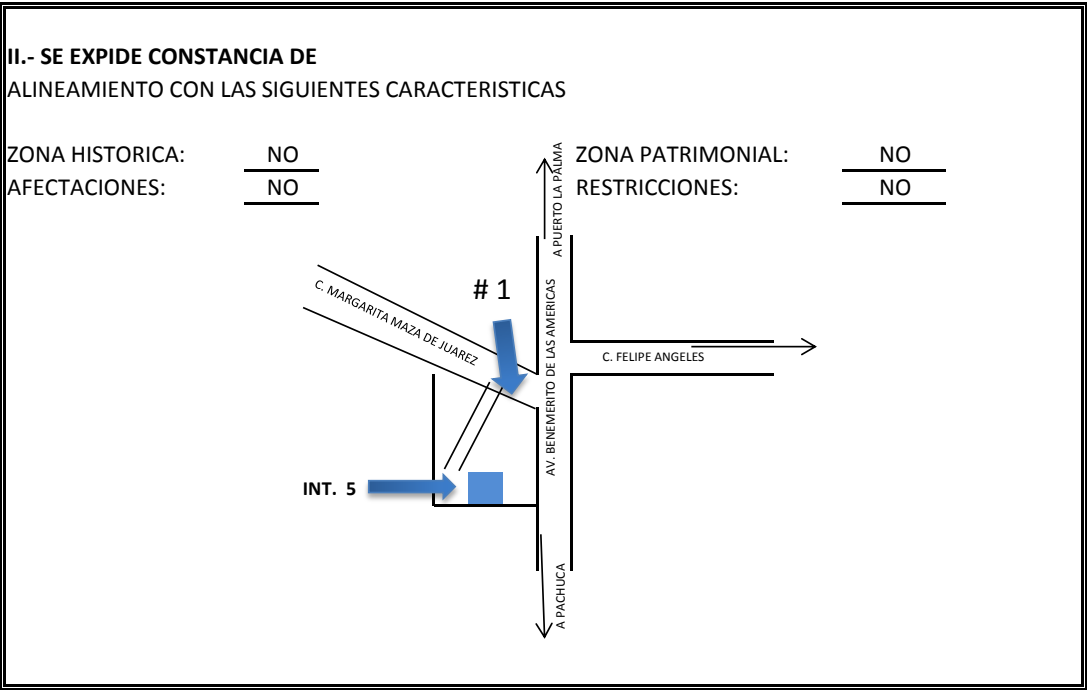 II.- SE EXPIDE CONSTANCIA DE
ALINEAMIENTO CON LAS SIGUIENTES CARACTERISTICAS
ZONA HISTORICA: NO
ZONA PATRIMONIAL: NO
AFECTACIONES: NO
RESTRICCIONES: NO
A PUERTO LA PALMA
# 1
C. MARGARITA MAZA DE JUAREZ
AV. BENEMERITO DE LAS AMERICAS
C. FELIPE ANGELES
INT. 5
A PACHUCA